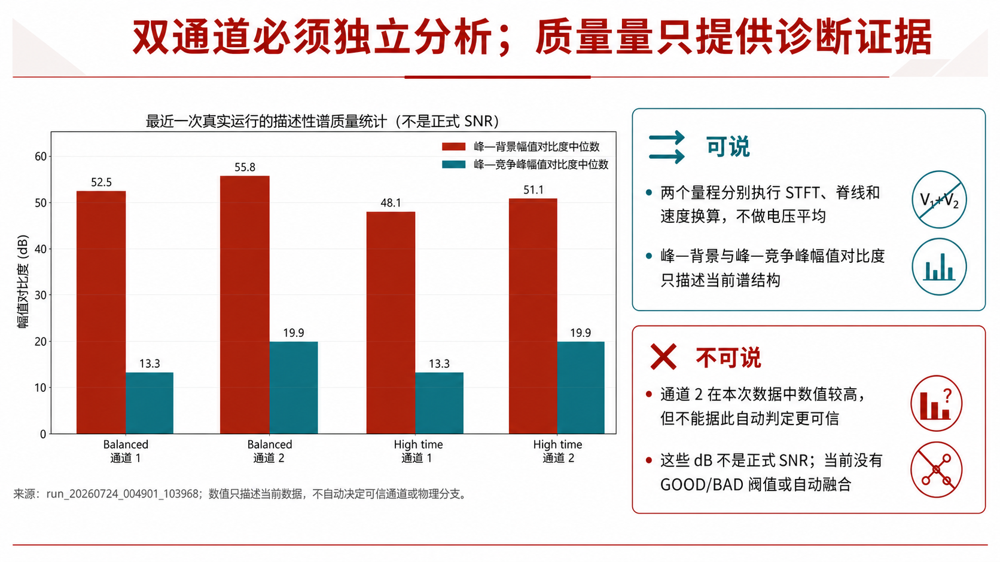 双通道必须独立分析；质量量只提供诊断证据
最近一次真实运行的描述性谱质量统计（不是正式 SNR）
峰—背景幅值对比度中位数
峰—竞争峰幅值对比度中位数
幅值对比度 (dB)
60
50
40
30
20
10
0
52.5
13.3
55.8
19.9
48.1
13.3
51.1
19.9
Balanced
通道 1
Balanced
通道 2
High time
通道 1
High time
通道 2
来源：run_20260724_004901_103968；数值只描述当前数据，不自动决定可信通道或物理分支。
可说
• 两个量程分别执行 STFT、脊线和
速度换算，不做电压平均
V₁+V₂
• 峰—背景与峰—竞争峰幅值对比度
只描述当前谱结构
不可说
• 通道 2 在本次数据中数值较高，
但不能据此自动判定更可信
?
• 这些 dB 不是正式 SNR；当前没有
GOOD/BAD 阈值或自动融合